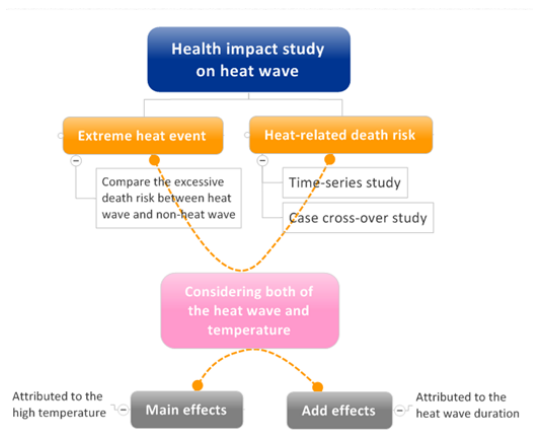 Health impact study
on heat wave
Extreme heat event
Heat-related death risk
Compare the excessive
death risk between heat
wave and non-heat wave
Time-series study
Case cross-over study
Considering both of
the heat wave and
temperature
Attributed to the
high temperature
Main effects
Add effects
Attributed to the
heat wave duration